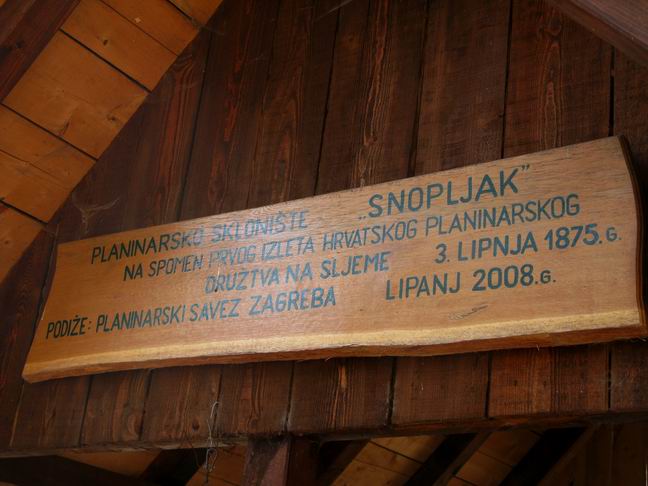 PLANINARSKO SKLONIŠTE „SNOPLJAK”
NA SPOMEN PRVOG IZLETA HRVATSKOG PLANINARSKOG
DRUŽTVA NA SLJEME 3. LIPNJA 1875.G.
PODIŽE: PLANINARSKI SAVEZ ZAGREBA LIPANJ 2008.G.